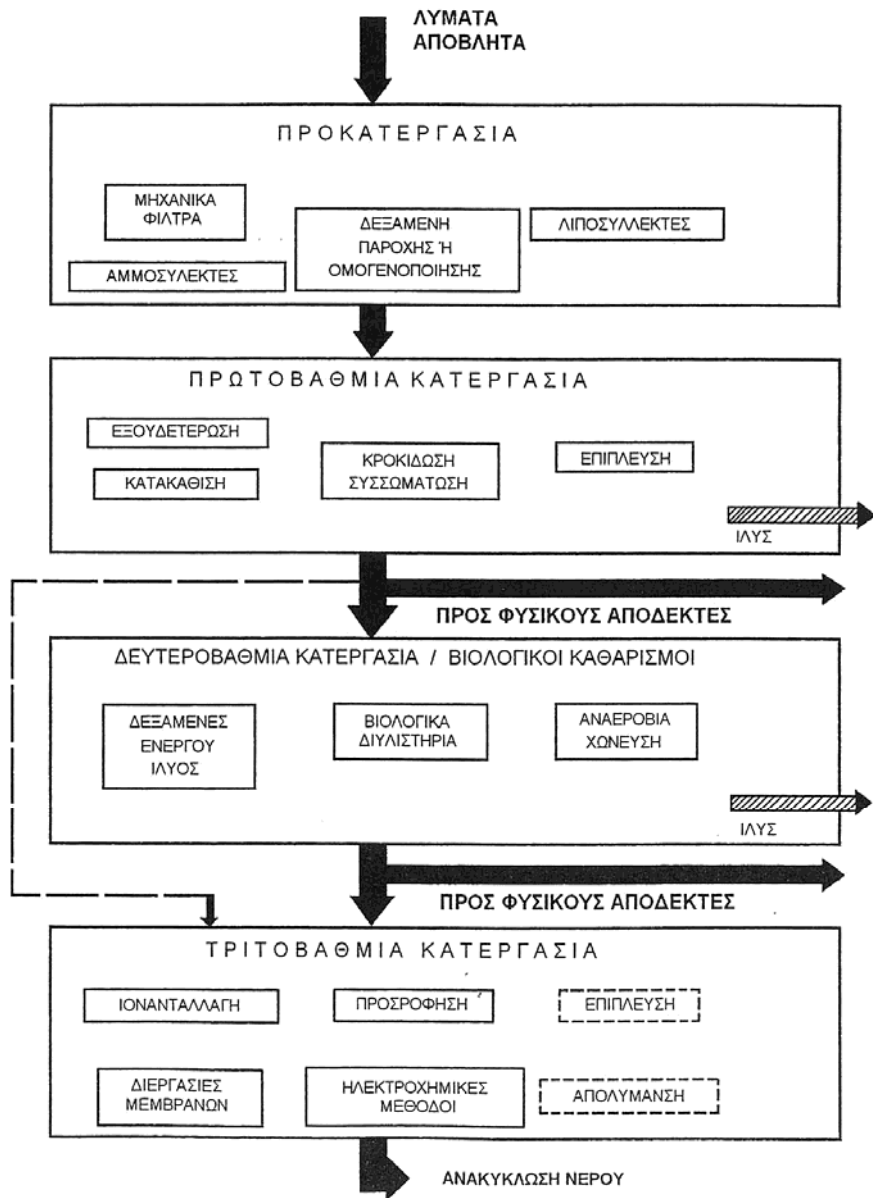 ΛΥΜΑΤΑ
ΑΠΟΒΛΗΤΑ
ΠΡΟΚΑΤΕΡΓΑΣΙΑ
ΜΗΧΑΝΙΚΑ
ΦΙΛΤΡΑ
ΔΕΞΑΜΕΝΗ
ΠΑΡΟΧΗΣ Ή
ΟΜΟΓΕΝΟΠΟΙΗΣΗΣ
ΛΙΠΟΣΥΛΛΕΚΤΕΣ
ΑΜΜΟΣΥΛΕΚΤΕΣ
ΠΡΩΤΟΒΑΘΜΙΑ ΚΑΤΕΡΓΑΣΙΑ
ΕΞΟΥΔΕΤΕΡΩΣΗ
ΚΑΤΑΚΑΘΙΣΗ
ΚΡΟΚΙΔΩΣΗ
ΣΥΣΣΩΜΑΤΩΣΗ
ΕΠΙΠΛΕΥΣΗ
ΙΛΥΣ
ΠΡΟΣ ΦΥΣΙΚΟΥΣ ΑΠΟΔΕΚΤΕΣ
ΔΕΥΤΕΡΟΒΑΘΜΙΑ ΚΑΤΕΡΓΑΣΙΑ / ΒΙΟΛΟΓΙΚΟΙ ΚΑΘΑΡΙΣΜΟΙ
ΔΕΞΑΜΕΝΕΣ
ΕΝΕΡΓΟΥ
ΙΛΥΟΣ
ΒΙΟΛΟΓΙΚΑ
ΔΙΥΛΙΣΤΗΡΙΑ
ΑΝΑΕΡΟΒΙΑ
ΧΩΝΕΥΣΗ
ΙΛΥΣ
ΠΡΟΣ ΦΥΣΙΚΟΥΣ ΑΠΟΔΕΚΤΕΣ
ΤΡΙΤΟΒΑΘΜΙΑ ΚΑΤΕΡΓΑΣΙΑ
ΙΟΝΑΝΤΑΛΛΑΓΗ
ΠΡΟΣΡΟΦΗΣΗ
ΕΠΙΠΛΕΥΣΗ
ΔΙΕΡΓΑΣΙΕΣ
ΜΕΜΒΡΑΝΩΝ
ΗΛΕΚΤΡΟΧΗΜΙΚΕΣ
ΜΕΘΟΔΟΙ
ΑΠΟΛΥΜΑΝΣΗ
ΑΝΑΚΥΚΛΩΣΗ ΝΕΡΟΥ